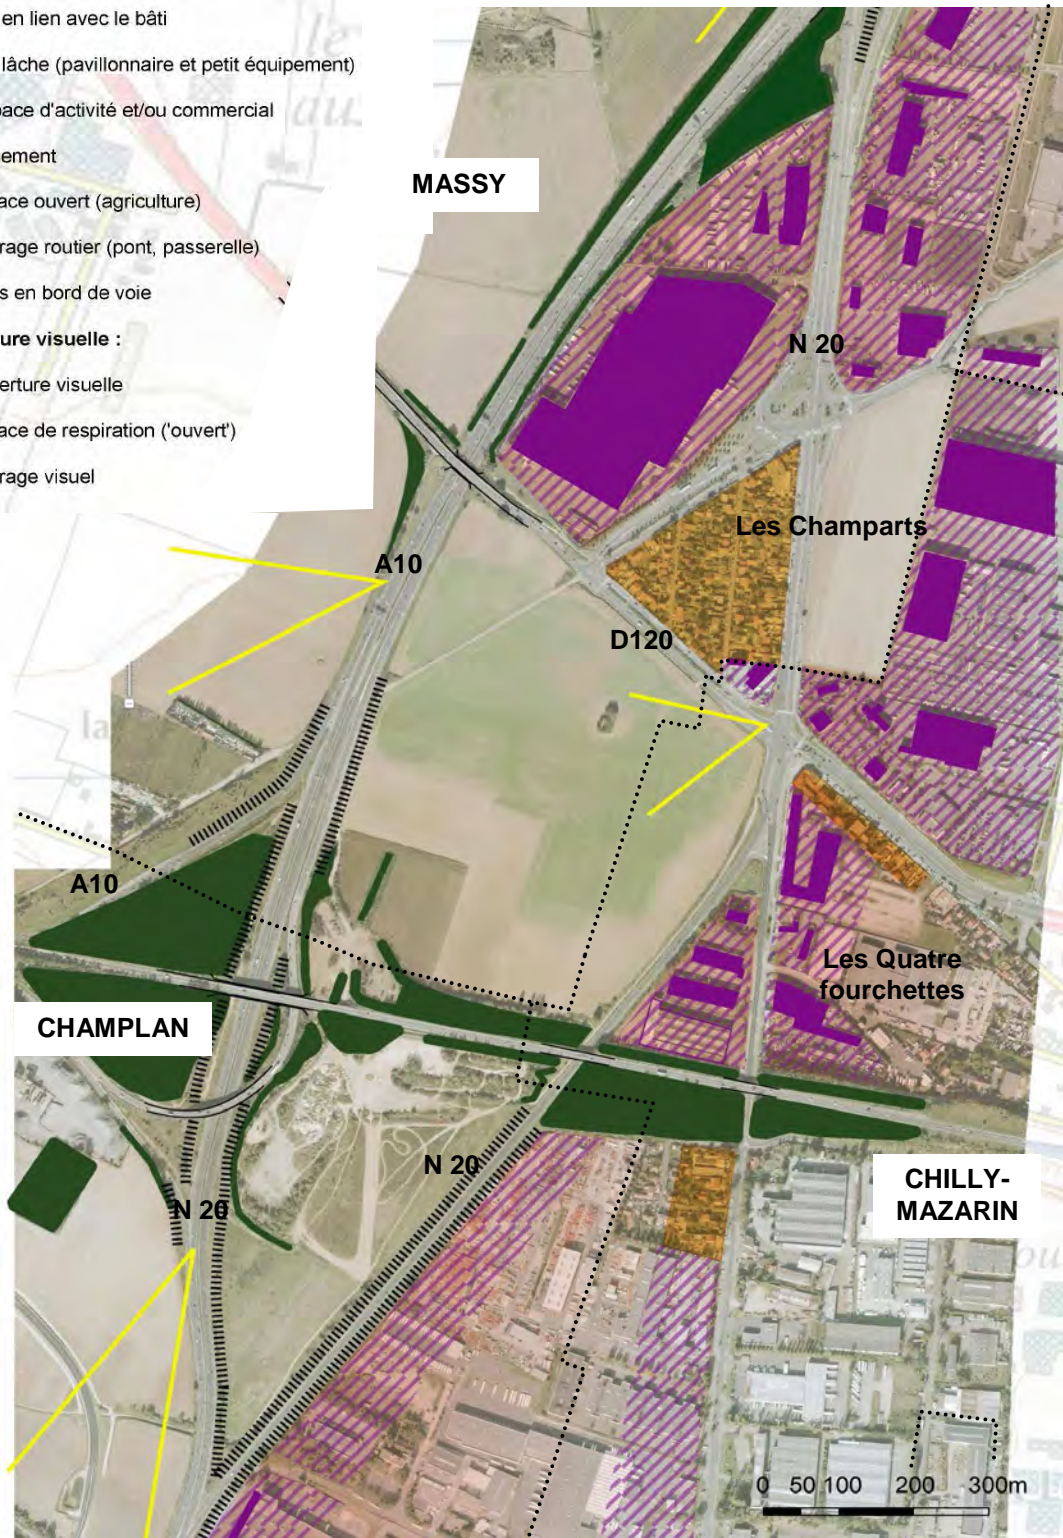 en lien avec le bâti
lâche (pavillonnaire et petit équipement)
pace d'activité et/ou commercial
ement
ace ouvert (agriculture)
rage routier (pont, passerelle)
s en bord de voie
ure visuelle :
erture visuelle
ace de respiration ('ouvert')
rage visuel
MASSY
N 20
Les Champarts
A10
D120
A10
Les Quatre
fourchettes
CHAMPLAN
N 20
CHILLY-
MAZARIN
N 20
0 50 100 200 300m